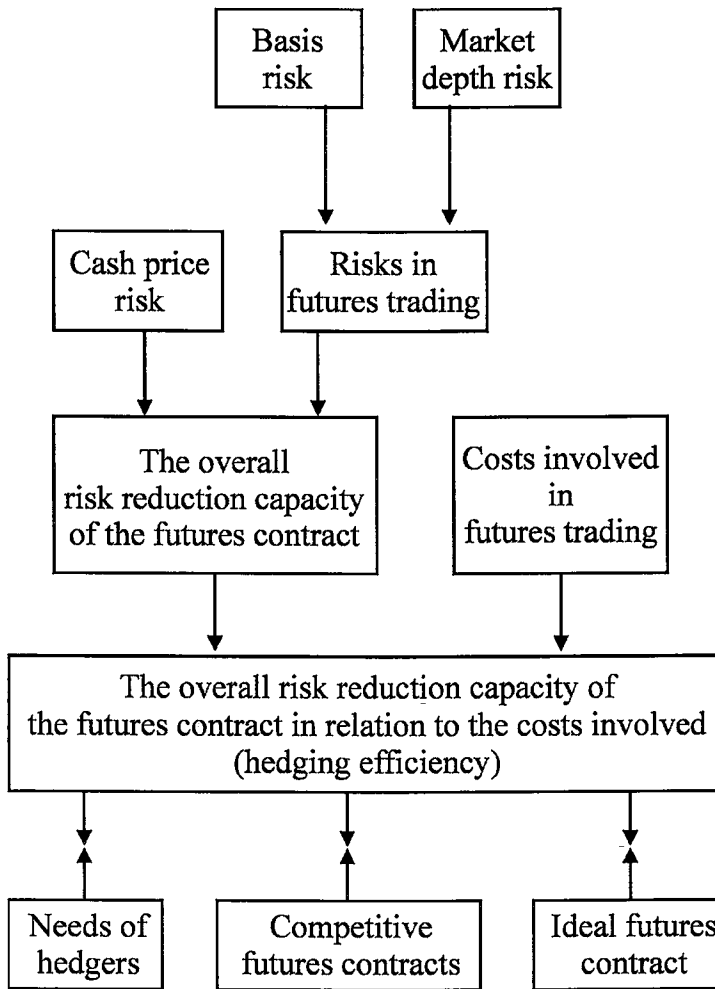 Basis
risk
Market
depth risk
Cash price
risk
Risks in
futures trading
The overall
risk reduction capacity
of the futures contract
Costs involved
in
futures trading
The overall risk reduction capacity of
the futures contract in relation to the costs involved
(hedging efficiency)
Needs of
hedgers
Competitive
futures contracts
Ideal futures
contract